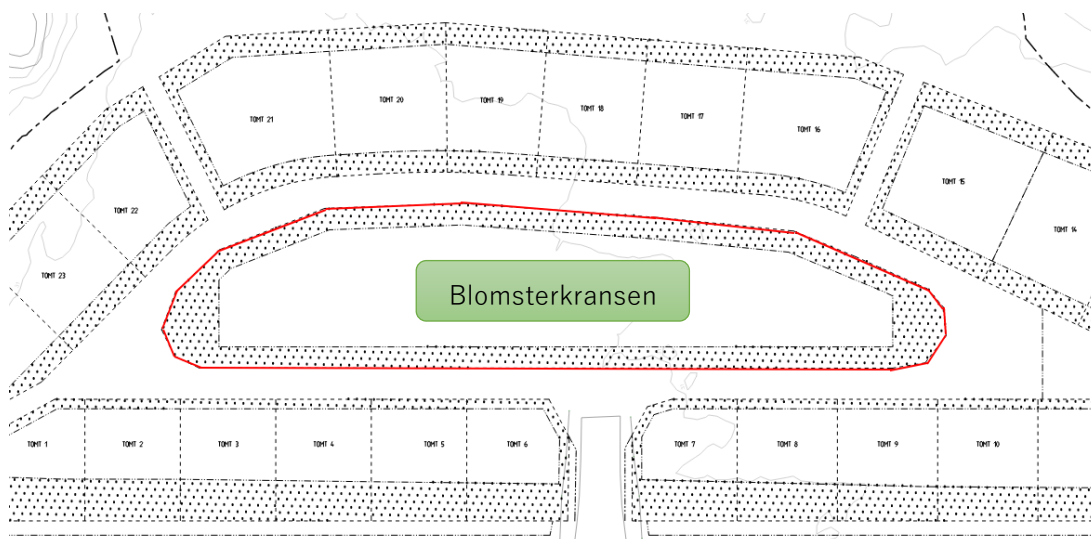 TOMT 21
TOMT 20
TOMT 19
TOMT 18
TOMT 17
TOMT 16
TOMT 15
TOMT 14
TOMT 22
TOMT 23
Blomsterkransen
TOMT 1
TOMT 2
TOMT 3
TOMT 4
TOMT 5
TOMT 6
TOMT 7
TOMT 8
TOMT 9
TOMT 10